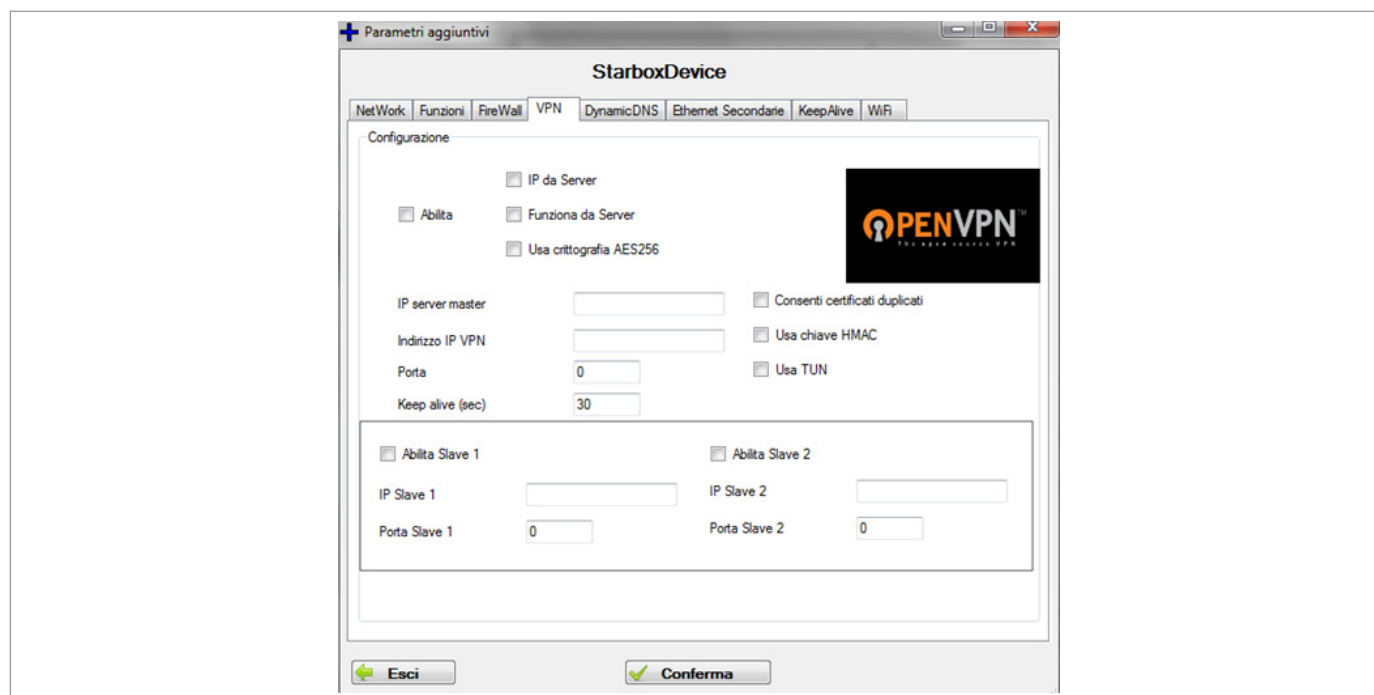 Parametri aggiuntivi
StarboxDevice
NetWork Funzioni FireWall VPN DynamicDNS Ethernet Secondarie KeepAlive WiFi
Configurazione
IP da Server
Abilita
Funziona da Server
Usa crittografia AES256
OPENVPN™
The open source VPN
IP server master
Consenti certificati duplicati
Indirizzo IP VPN
Usa chiave HMAC
Porta 0
Usa TUN
Keep alive (sec) 30
Abilita Slave 1
Abilita Slave 2
IP Slave 1
IP Slave 2
Porta Slave 1 0
Porta Slave 2 0
Esci
Conferma